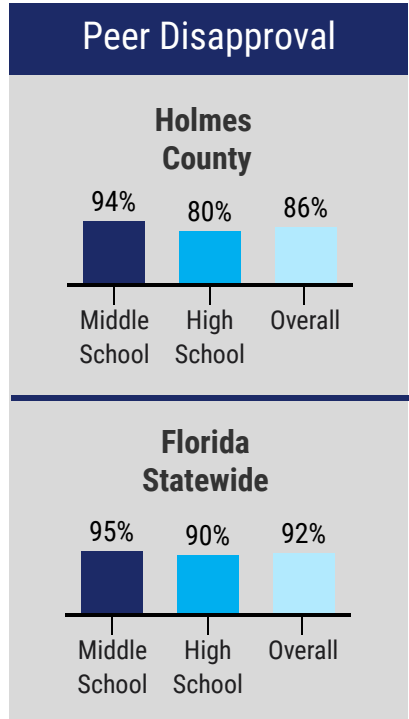 Peer Disapproval
Holmes
County
94%
80%
86%
Middle
School
High
School
Overall
Florida
Statewide
95%
90%
92%
Middle
School
High
School
Overall